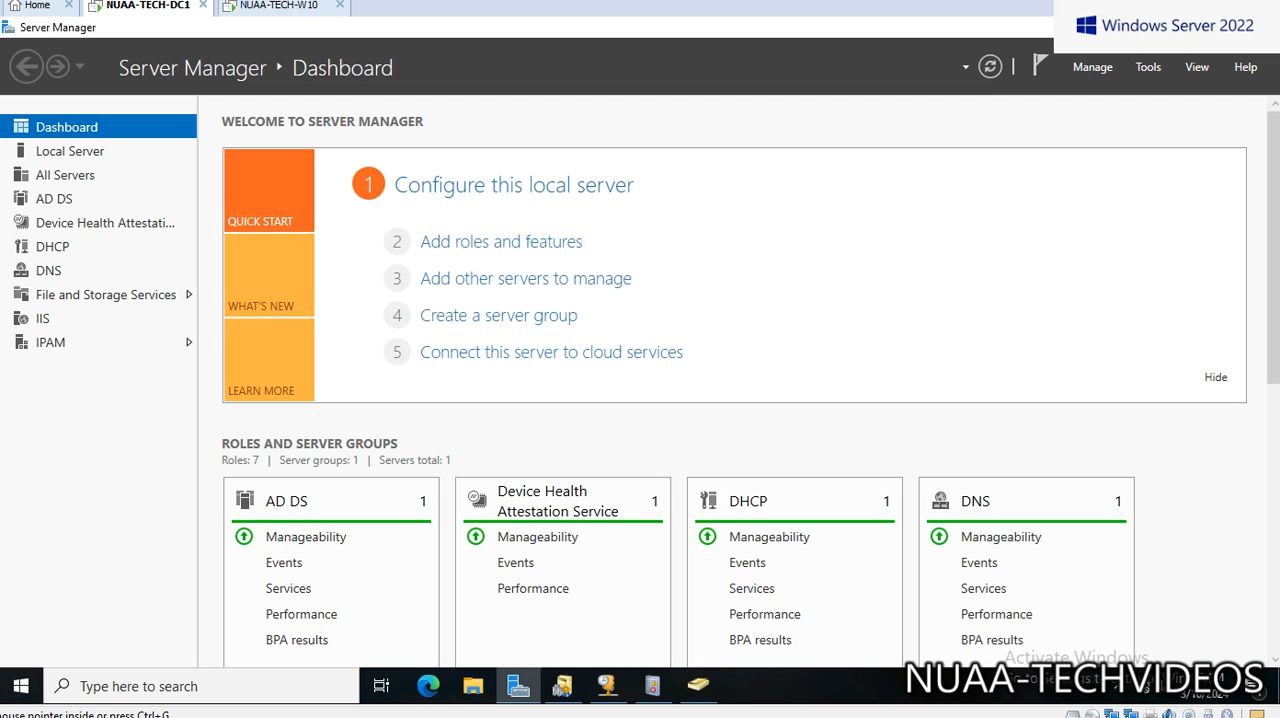 Home
NUAA-TECH-DC1
NUAA-TECH-W10
Server Manager
Windows Server 2022
Server Manager
Dashboard
Manage
Tools
View
Help
Dashboard
Local Server
All Servers
AD DS
Device Health Attestati...
DHCP
DNS
File and Storage Services
IIS
IPAM
WELCOME TO SERVER MANAGER
QUICK START
WHAT'S NEW
LEARN MORE
1 Configure this local server
2 Add roles and features
3 Add other servers to manage
4 Create a server group
5 Connect this server to cloud services
Hide
ROLES AND SERVER GROUPS
Roles: 7 | Server groups: 1 | Servers total: 1
AD DS 1
Manageability
Events
Services
Performance
BPA results
Device Health
Attestation Service 1
Manageability
Events
Performance
DHCP 1
Manageability
Events
Services
Performance
BPA results
DNS 1
Manageability
Events
Services
Performance
BPA results
Activate Windows
NUAA-TECHVIDEOS
Type here to search
ouse pointer inside or press Ctrl+G